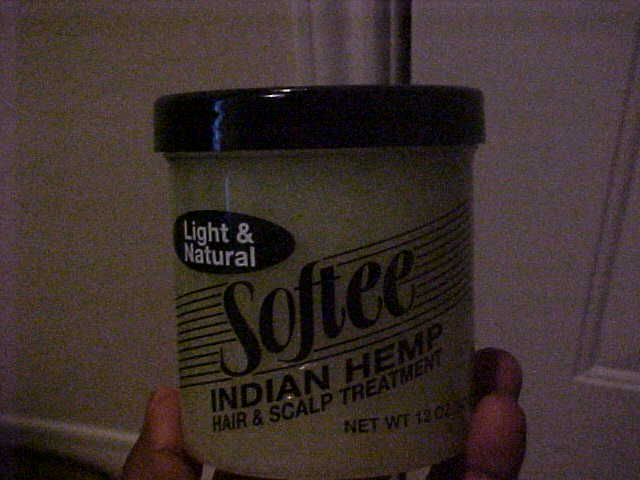 Light &
Natural
Softee
INDIAN HEMP
HAIR & SCALP TREATMENT
NET WT 12 OZ